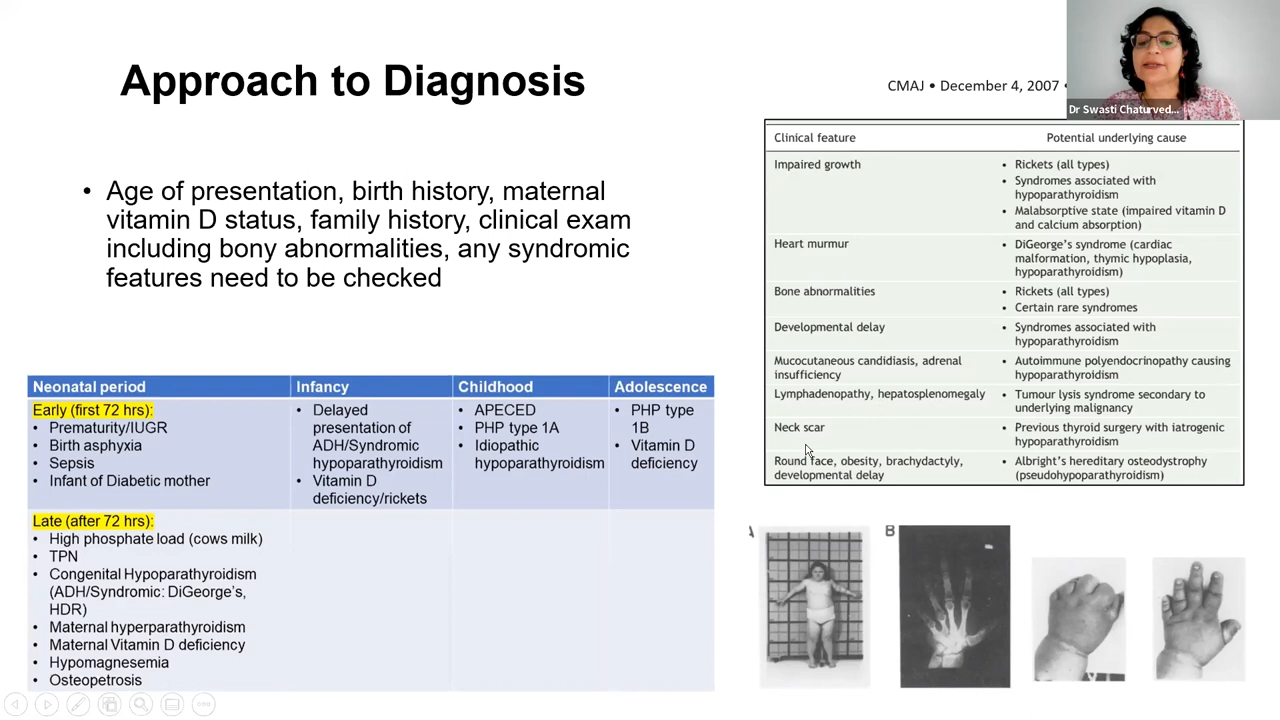 Approach to Diagnosis
CMAJ • December 4, 2007 •
Dr Swasti Chaturved...
• Age of presentation, birth history, maternal
vitamin D status, family history, clinical exam
including bony abnormalities, any syndromic
features need to be checked
Clinical feature Potential underlying cause
Impaired growth • Rickets (all types)
• Syndromes associated with
hypoparathyroidism
• Malabsorptive state (impaired vitamin D
and calcium absorption)
Heart murmur • DiGeorge's syndrome (cardiac
malformation, thymic hypoplasia,
hypoparathyroidism)
Bone abnormalities • Rickets (all types)
• Certain rare syndromes
Developmental delay • Syndromes associated with
hypoparathyroidism
Mucocutaneous candidiasis, adrenal • Autoimmune polyendocrinopathy causing
insufficiency hypoparathyroidism
Lymphadenopathy, hepatosplenomegaly • Tumour lysis syndrome secondary to
underlying malignancy
Neck scar • Previous thyroid surgery with iatrogenic
hypoparathyroidism
Round face, obesity, brachydactyly, • Albright's hereditary osteodystrophy
developmental delay (pseudohypoparathyroidism)
Neonatal period Infancy Childhood Adolescence
Early (first 72 hrs):
• Prematurity/IUGR
• Birth asphyxia
• Sepsis
• Infant of Diabetic mother
• Delayed
presentation of
ADH/Syndromic
hypoparathyroidism
• Vitamin D
deficiency/rickets
• APECED
• PHP type 1A
• Idiopathic
hypoparathyroidism
• PHP type
1B
• Vitamin D
deficiency
Late (after 72 hrs):
• High phosphate load (cows milk)
• TPN
• Congenital Hypoparathyroidism
(ADH/Syndromic: DiGeorge's,
HDR)
• Maternal hyperparathyroidism
• Maternal Vitamin D deficiency
• Hypomagnesemia
• Osteopetrosis
A
B